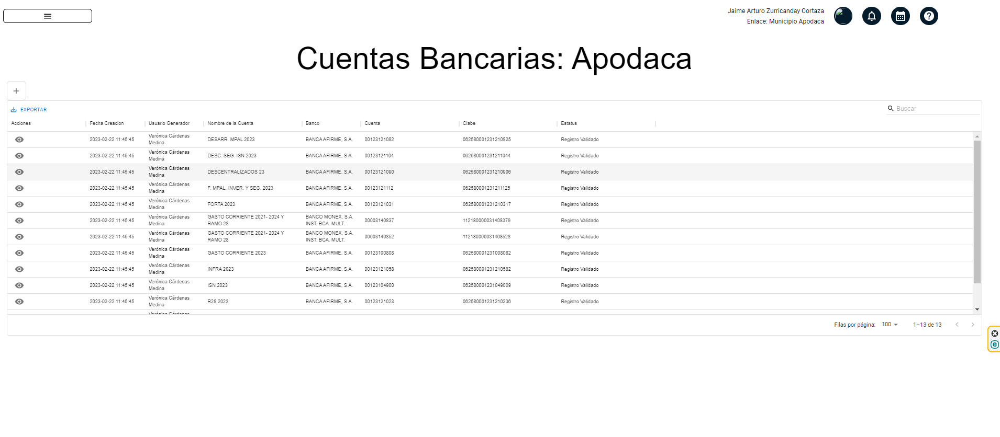 Jaime Arturo Zurricanday Cortaza
Enlace: Municipio Apodaca
Cuentas Bancarias: Apodaca
EXPORTAR
Buscar
Acciones Fecha Creacion Usuario Generador Nombre de la Cuenta Banco Cuenta Clabe Estatus
2023-02-22 11:45:45 Verónica Cárdenas Medina DESARR. MPAL 2023 BANCA AFIRME, S.A. 00123121082 062580001231210825 Registro Validado
2023-02-22 11:45:45 Verónica Cárdenas Medina DESC. SEG. ISN 2023 BANCA AFIRME, S.A. 00123121104 062580001231211044 Registro Validado
2023-02-22 11:45:45 Verónica Cárdenas Medina DESCENTRALIZADOS 23 BANCA AFIRME, S.A. 00123121090 062580001231210906 Registro Validado
2023-02-22 11:45:45 Verónica Cárdenas Medina F. MPAL. INVER. Y SEG. 2023 BANCA AFIRME, S.A. 00123121112 062580001231211125 Registro Validado
2023-02-22 11:45:45 Verónica Cárdenas Medina FORTA 2023 BANCA AFIRME, S.A. 00123121031 062580001231210317 Registro Validado
2023-02-22 11:45:45 Verónica Cárdenas Medina GASTO CORRIENTE 2021- 2024 Y RAMO 28 BANCO MONEX, S.A. INST. BCA. MULT. 00003140837 112180000031408379 Registro Validado
2023-02-22 11:45:45 Verónica Cárdenas Medina GASTO CORRIENTE 2021- 2024 Y RAMO 28 BANCO MONEX, S.A. INST. BCA. MULT. 00003140852 112180000031408528 Registro Validado
2023-02-22 11:45:45 Verónica Cárdenas Medina GASTO CORRIENTE 2023 BANCA AFIRME, S.A. 00123100808 062580001231008082 Registro Validado
2023-02-22 11:45:45 Verónica Cárdenas Medina INFRA 2023 BANCA AFIRME, S.A. 00123121058 062580001231210582 Registro Validado
2023-02-22 11:45:45 Verónica Cárdenas Medina ISN 2023 BANCA AFIRME, S.A. 00123104900 062580001231049009 Registro Validado
2023-02-22 11:45:45 Verónica Cárdenas Medina R28 2023 BANCA AFIRME, S.A. 00123121023 062580001231210236 Registro Validado
Verónica Cárdenas
Filas por página: 100 1–13 de 13